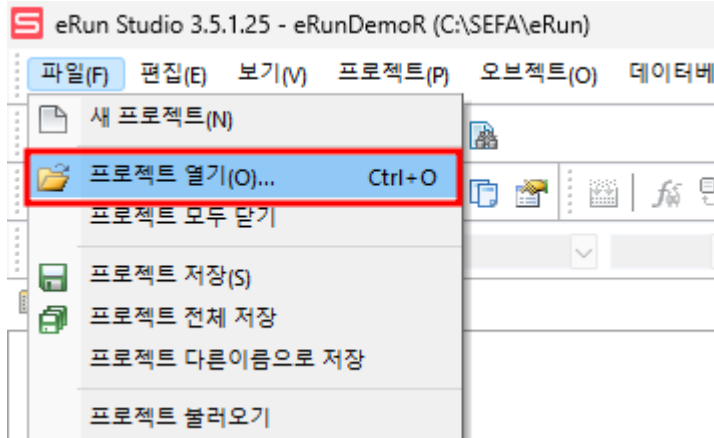 eRun Studio 3.5.1.25 - eRunDemoR (C:\SEFA\eRun)
파일(F) 편집(E) 보기(V) 프로젝트(P) 오브젝트(O) 데이터베
새 프로젝트(N)
프로젝트 열기(O)... Ctrl+O
프로젝트 모두 닫기
프로젝트 저장(S)
프로젝트 전체 저장
프로젝트 다른이름으로 저장
프로젝트 불러오기